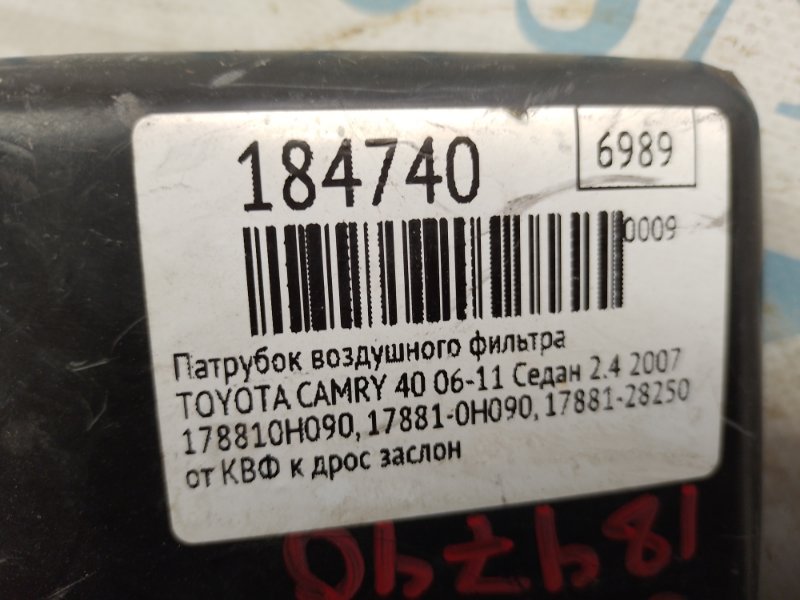 184740
6989
0009
Патрубок воздушного фильтра
TOYOTA CAMRY 40 06-11 Седан 2.4 2007
178810H090, 17881-0H090, 17881-28250
от КВФ к дрос заслон
184740